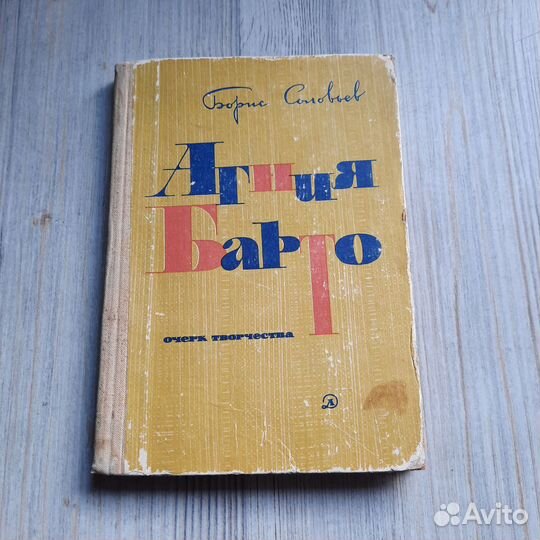 Борис Соловьев
Агния
Барто
очерк творчества
Д
Avito